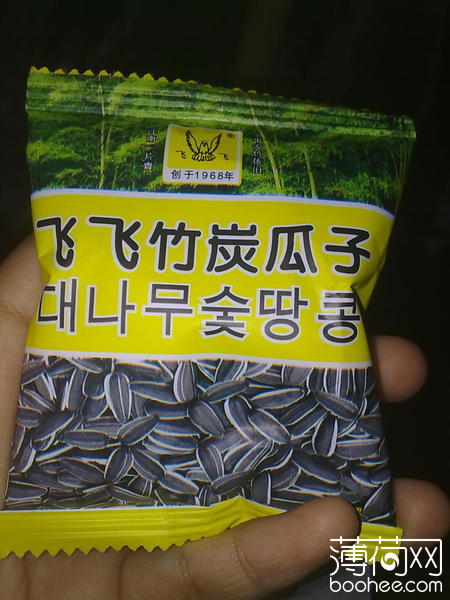 飞 飞 ®
创于1968年
飞飞竹炭瓜子
대나무숯땅콩
薄荷网
boohee.com